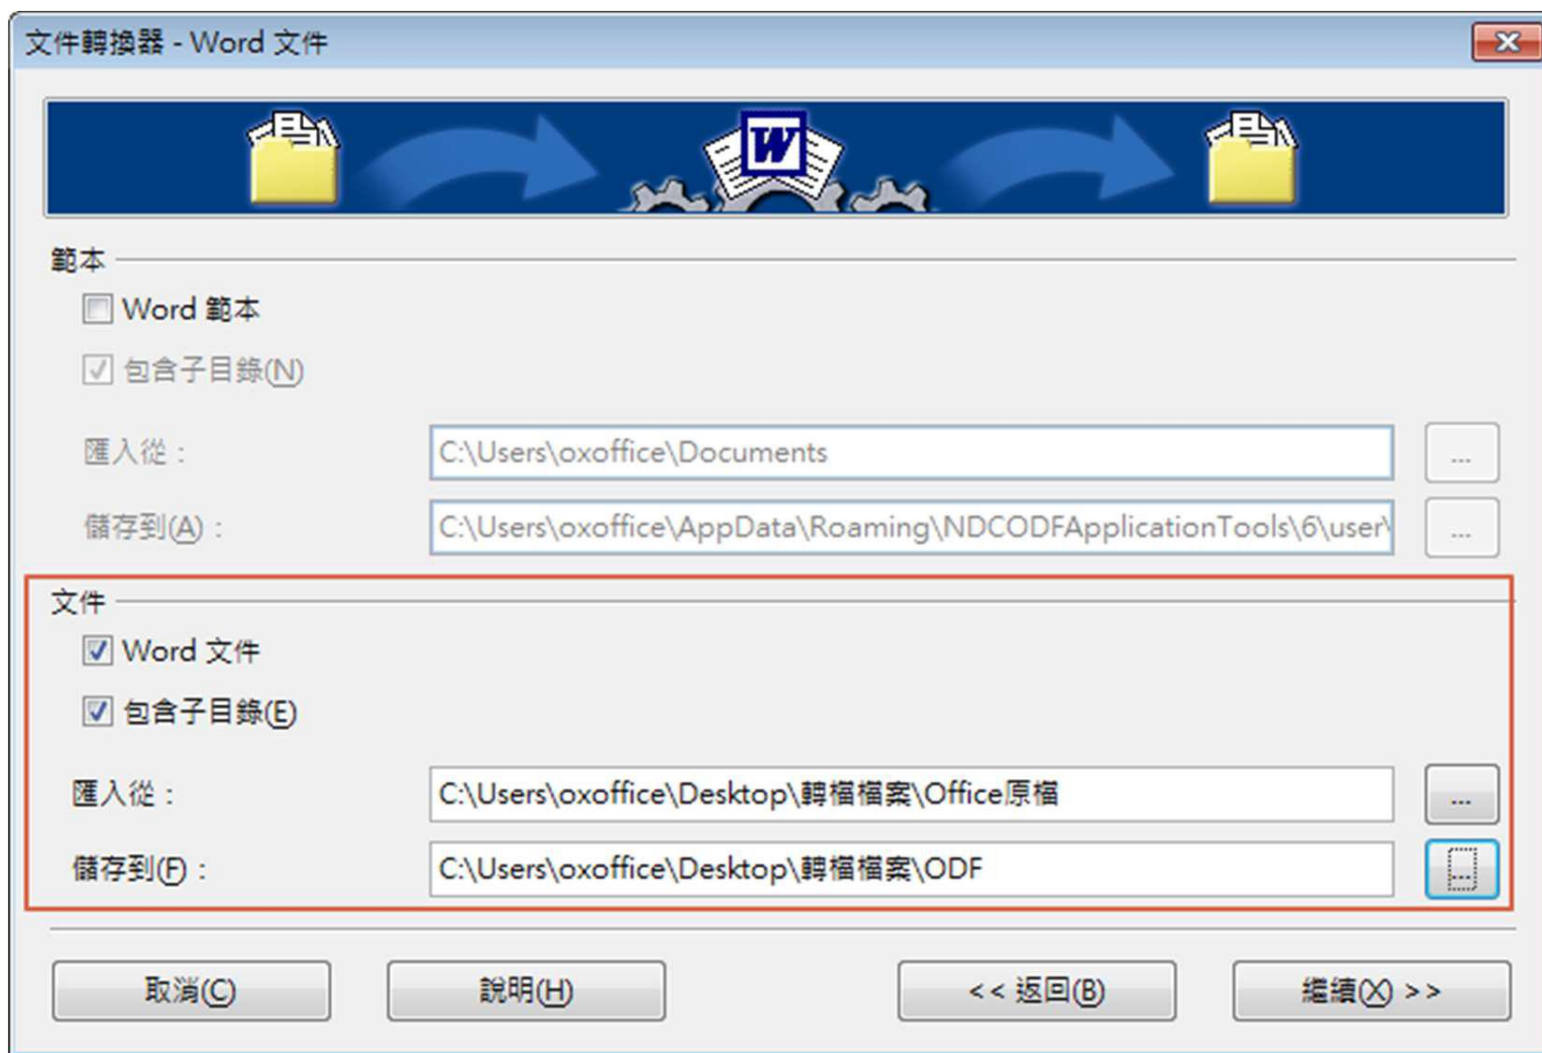 文件轉換器 - Word 文件
W
範本
Word 範本
包含子目錄(N)
匯入從：
C:\Users\oxoffice\Documents
...
儲存到(A)：
C:\Users\oxoffice\AppData\Roaming\NDCODFApplicationTools\6\user\
...
文件
Word 文件
包含子目錄(E)
匯入從：
C:\Users\oxoffice\Desktop\轉檔檔案\Office原檔
...
儲存到(F)：
C:\Users\oxoffice\Desktop\轉檔檔案\ODF
...
取消(C)
說明(H)
<< 返回(B)
繼續(X) >>